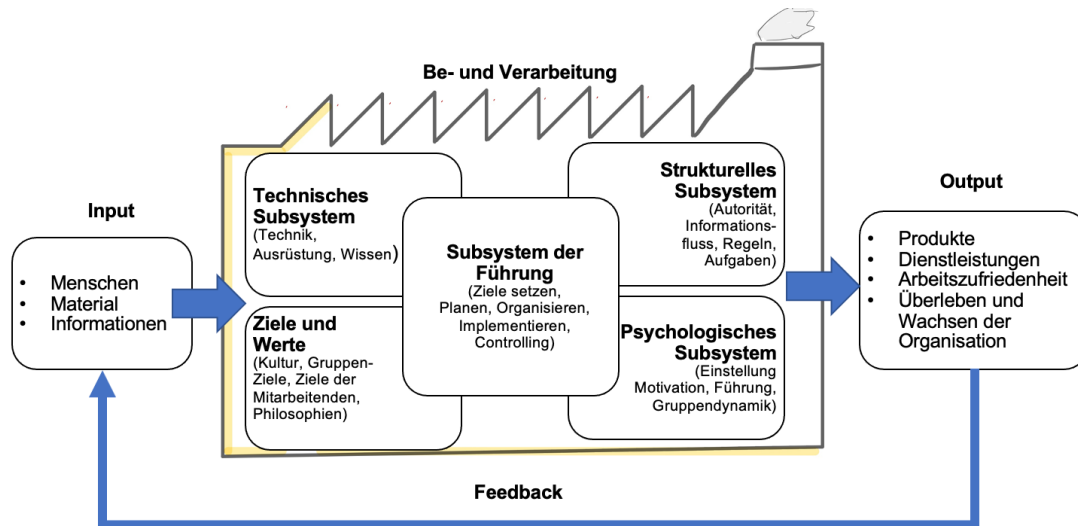 Be- und Verarbeitung
Input
• Menschen
• Material
• Informationen
Technisches
Subsystem
(Technik,
Ausrüstung, Wissen)
Ziele und
Werte
(Kultur, Gruppen-
Ziele, Ziele der
Mitarbeitenden,
Philosophien)
Subsystem der
Führung
(Ziele setzen,
Planen, Organisieren,
Implementieren,
Controlling)
Strukturelles
Subsystem
(Autorität,
Informations-
fluss, Regeln,
Aufgaben)
Psychologisches
Subsystem
(Einstellung
Motivation, Führung,
Gruppendynamik)
Output
• Produkte
• Dienstleistungen
• Arbeitszufriedenheit
• Überleben und
Wachsen der
Organisation
Feedback